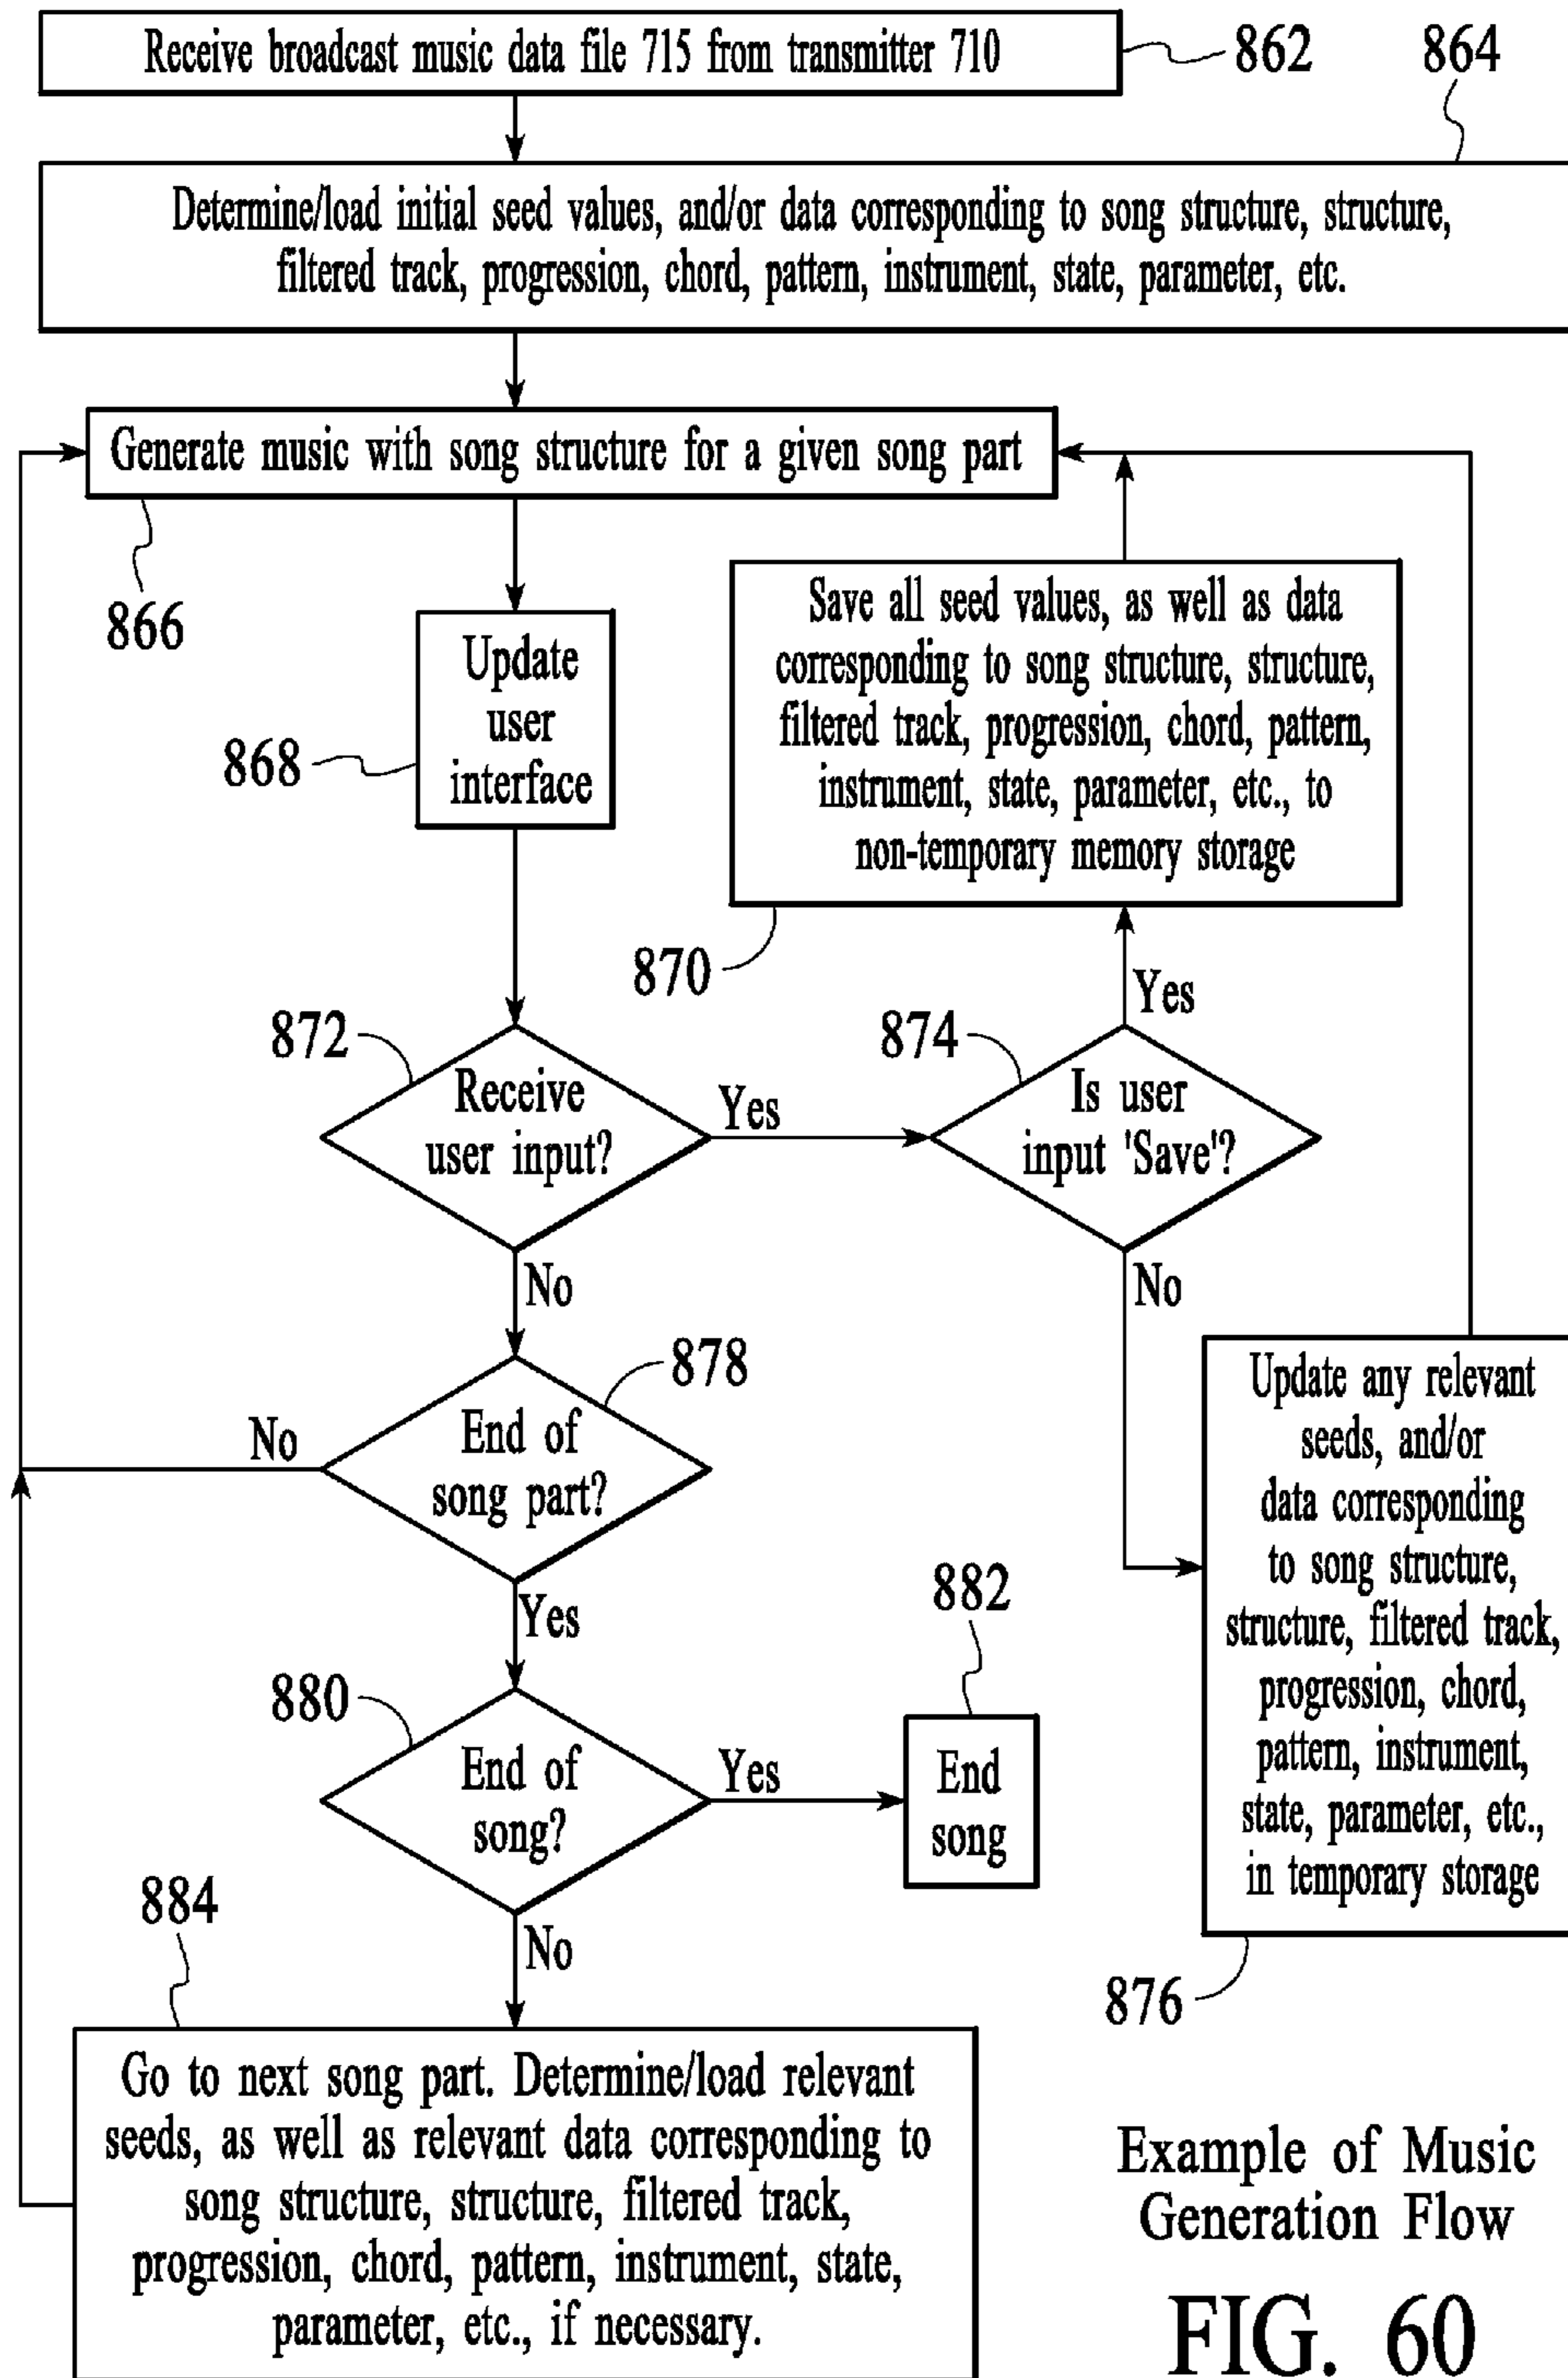 Receive broadcast music data file 715 from transmitter 710
862
864
Determine/load initial seed values, and/or data corresponding to song structure, structure,
filtered track, progression, chord, pattern, instrument, state, parameter, etc.
Generate music with song structure for a given song part
866
Update
user
interface
868
Save all seed values, as well as data
corresponding to song structure, structure,
filtered track, progression, chord, pattern,
instrument, state, parameter, etc., to
non-temporary memory storage
870
Yes
872
Receive
user input?
Yes
874
Is user
input 'Save'?
No
No
878
End of
song part?
No
Yes
Update any relevant
seeds, and/or
data corresponding
to song structure,
structure, filtered track,
progression, chord,
pattern, instrument,
state, parameter, etc.,
in temporary storage
876
880
End of
song?
Yes
882
End
song
No
884
Go to next song part. Determine/load relevant
seeds, as well as relevant data corresponding to
song structure, structure, filtered track,
progression, chord, pattern, instrument, state,
parameter, etc., if necessary.
Example of Music
Generation Flow
FIG. 60